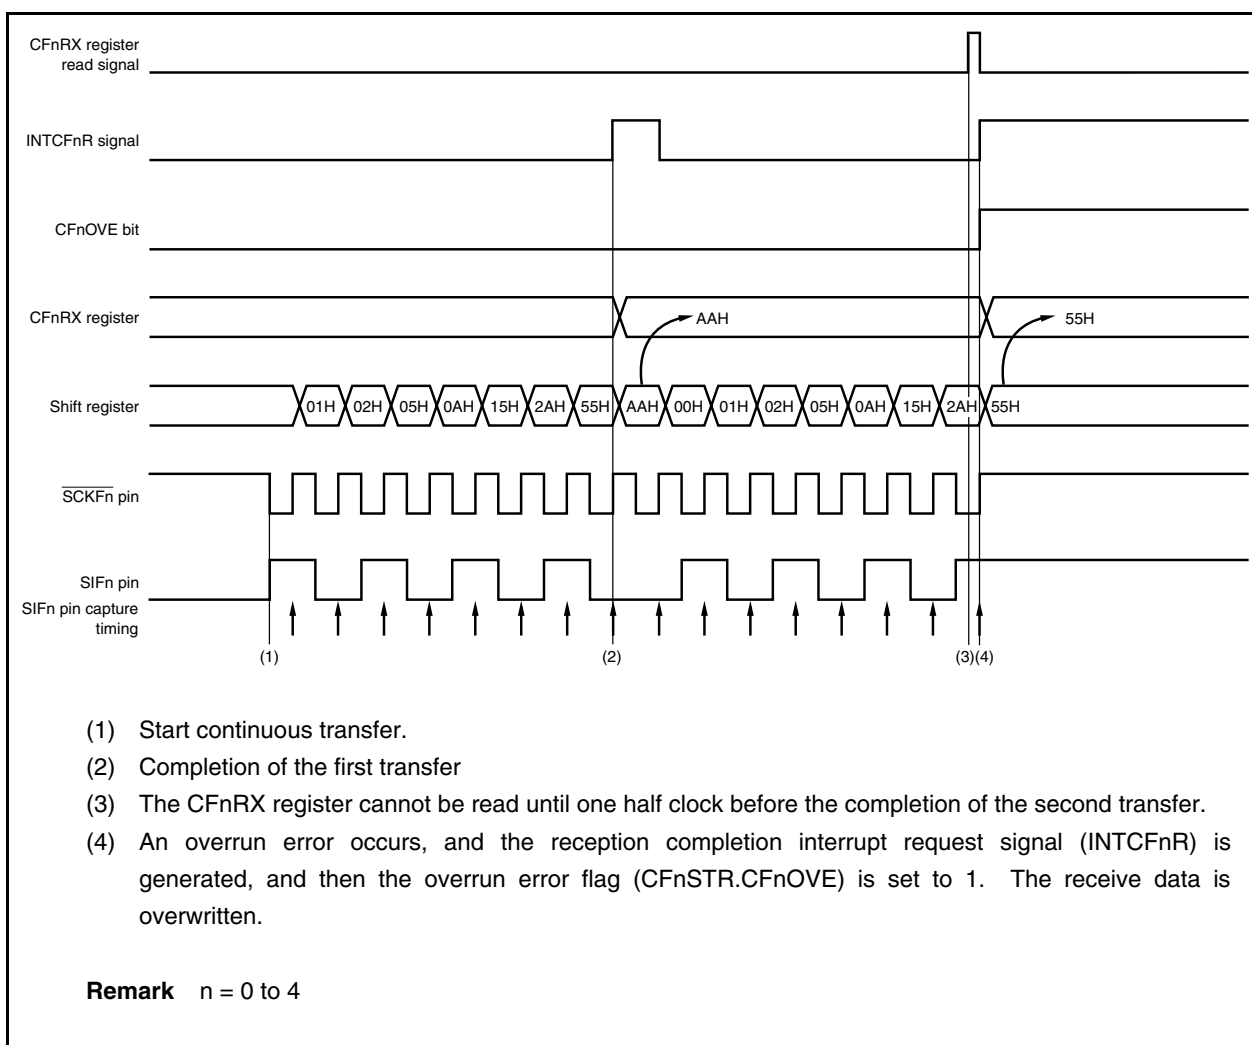 CFnRX register
read signal
INTCFnR signal
CFnOVE bit
CFnRX register
AAH
55H
Shift register
01H 02H 05H 0AH 15H 2AH 55H AAH 00H 01H 02H 05H 0AH 15H 2AH 55H
SCKFn pin
SIFn pin
SIFn pin capture
timing
(1) (2) (3)(4)
(1) Start continuous transfer.
(2) Completion of the first transfer
(3) The CFnRX register cannot be read until one half clock before the completion of the second transfer.
(4) An overrun error occurs, and the reception completion interrupt request signal (INTCFnR) is
generated, and then the overrun error flag (CFnSTR.CFnOVE) is set to 1. The receive data is
overwritten.
Remark n = 0 to 4